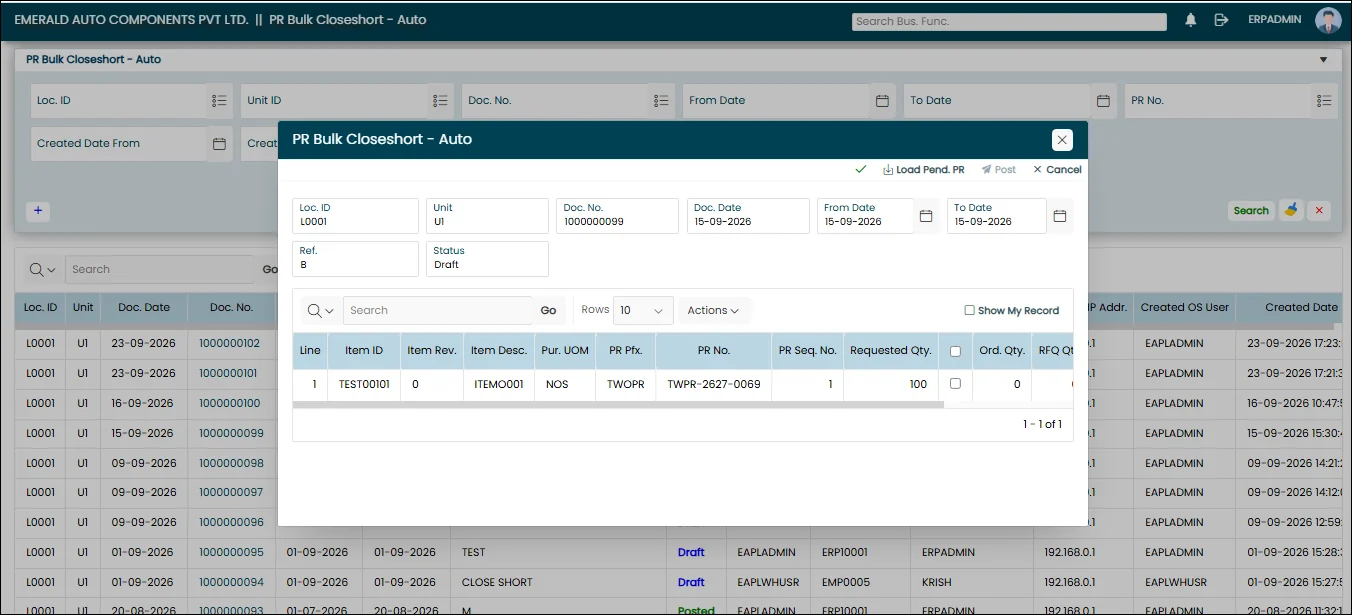 EMERALD AUTO COMPONENTS PVT LTD. || PR Bulk Closeshort - Auto Search Bus. Func. ERPADMIN
PR Bulk Closeshort - Auto
Loc. ID Unit ID Doc. No. From Date To Date PR No.
Created Date From Creat
+ Search
PR Bulk Closeshort - Auto
Load Pend. PR Post Cancel
Loc. ID Unit Doc. No. Doc. Date From Date To Date
L0001 U1 1000000099 15-09-2026 15-09-2026 15-09-2026
Ref. Status
B Draft
Search Go Rows 10 Actions Show My Record
Line Item ID Item Rev. Item Desc. Pur. UOM PR Pfx. PR No. PR Seq. No. Requested Qty. Ord. Qty. RFQ Qt
1 TEST00101 0 ITEMO001 NOS TWOPR TWPR-2627-0069 1 100 0
1 - 1 of 1
Search Go
Loc. ID Unit Doc. Date Doc. No. IP Addr. Created OS User Created Date
L0001 U1 23-09-2026 1000000102 .1 EAPLADMIN 23-09-2026 17:23:
L0001 U1 23-09-2026 1000000101 .1 EAPLADMIN 23-09-2026 17:21:3
L0001 U1 16-09-2026 1000000100 .1 EAPLADMIN 16-09-2026 10:47:5
L0001 U1 15-09-2026 1000000099 .1 EAPLADMIN 15-09-2026 15:30:4
L0001 U1 09-09-2026 1000000098 .1 EAPLADMIN 09-09-2026 14:21:2
L0001 U1 09-09-2026 1000000097 .1 EAPLADMIN 09-09-2026 14:12:0
L0001 U1 09-09-2026 1000000096 .1 EAPLADMIN 09-09-2026 12:59:
L0001 U1 01-09-2026 1000000095 01-09-2026 01-09-2026 TEST Draft EAPLADMIN ERP10001 ERPADMIN 192.168.0.1 EAPLADMIN 01-09-2026 15:28:
L0001 U1 01-09-2026 1000000094 01-09-2026 01-09-2026 CLOSE SHORT Draft EAPLWHUSR EMP0005 KRISH 192.168.0.1 EAPLWHUSR 01-09-2026 15:27:5
L0001 U1 20-08-2026 1000000093 01-07-2026 20-08-2026 M Posted EAPLADMIN ERP10001 ERPADMIN 192.168.0.1 EAPLADMIN 20-08-2026 11:32:1